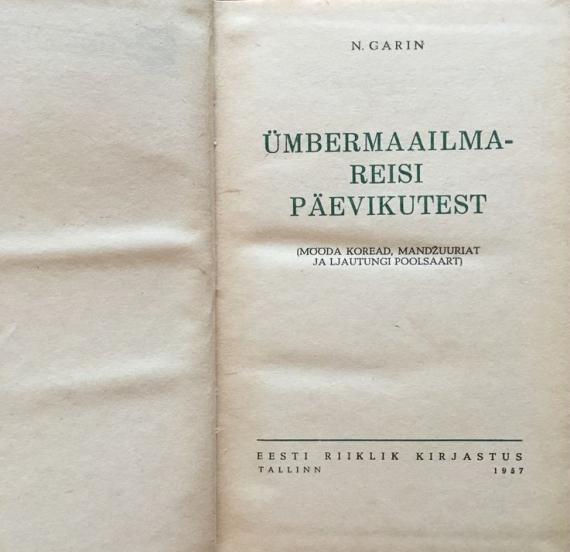 N. GARIN
ÜMBERMAAILMA-
REISI
PÄEVIKUTEST
(MÖÖDA KOREAD, MANDŽUURIAT
JA LJAUTUNGI POOLSAART)
EESTI RIIKLIK KIRJASTUS
TALLINN 1957